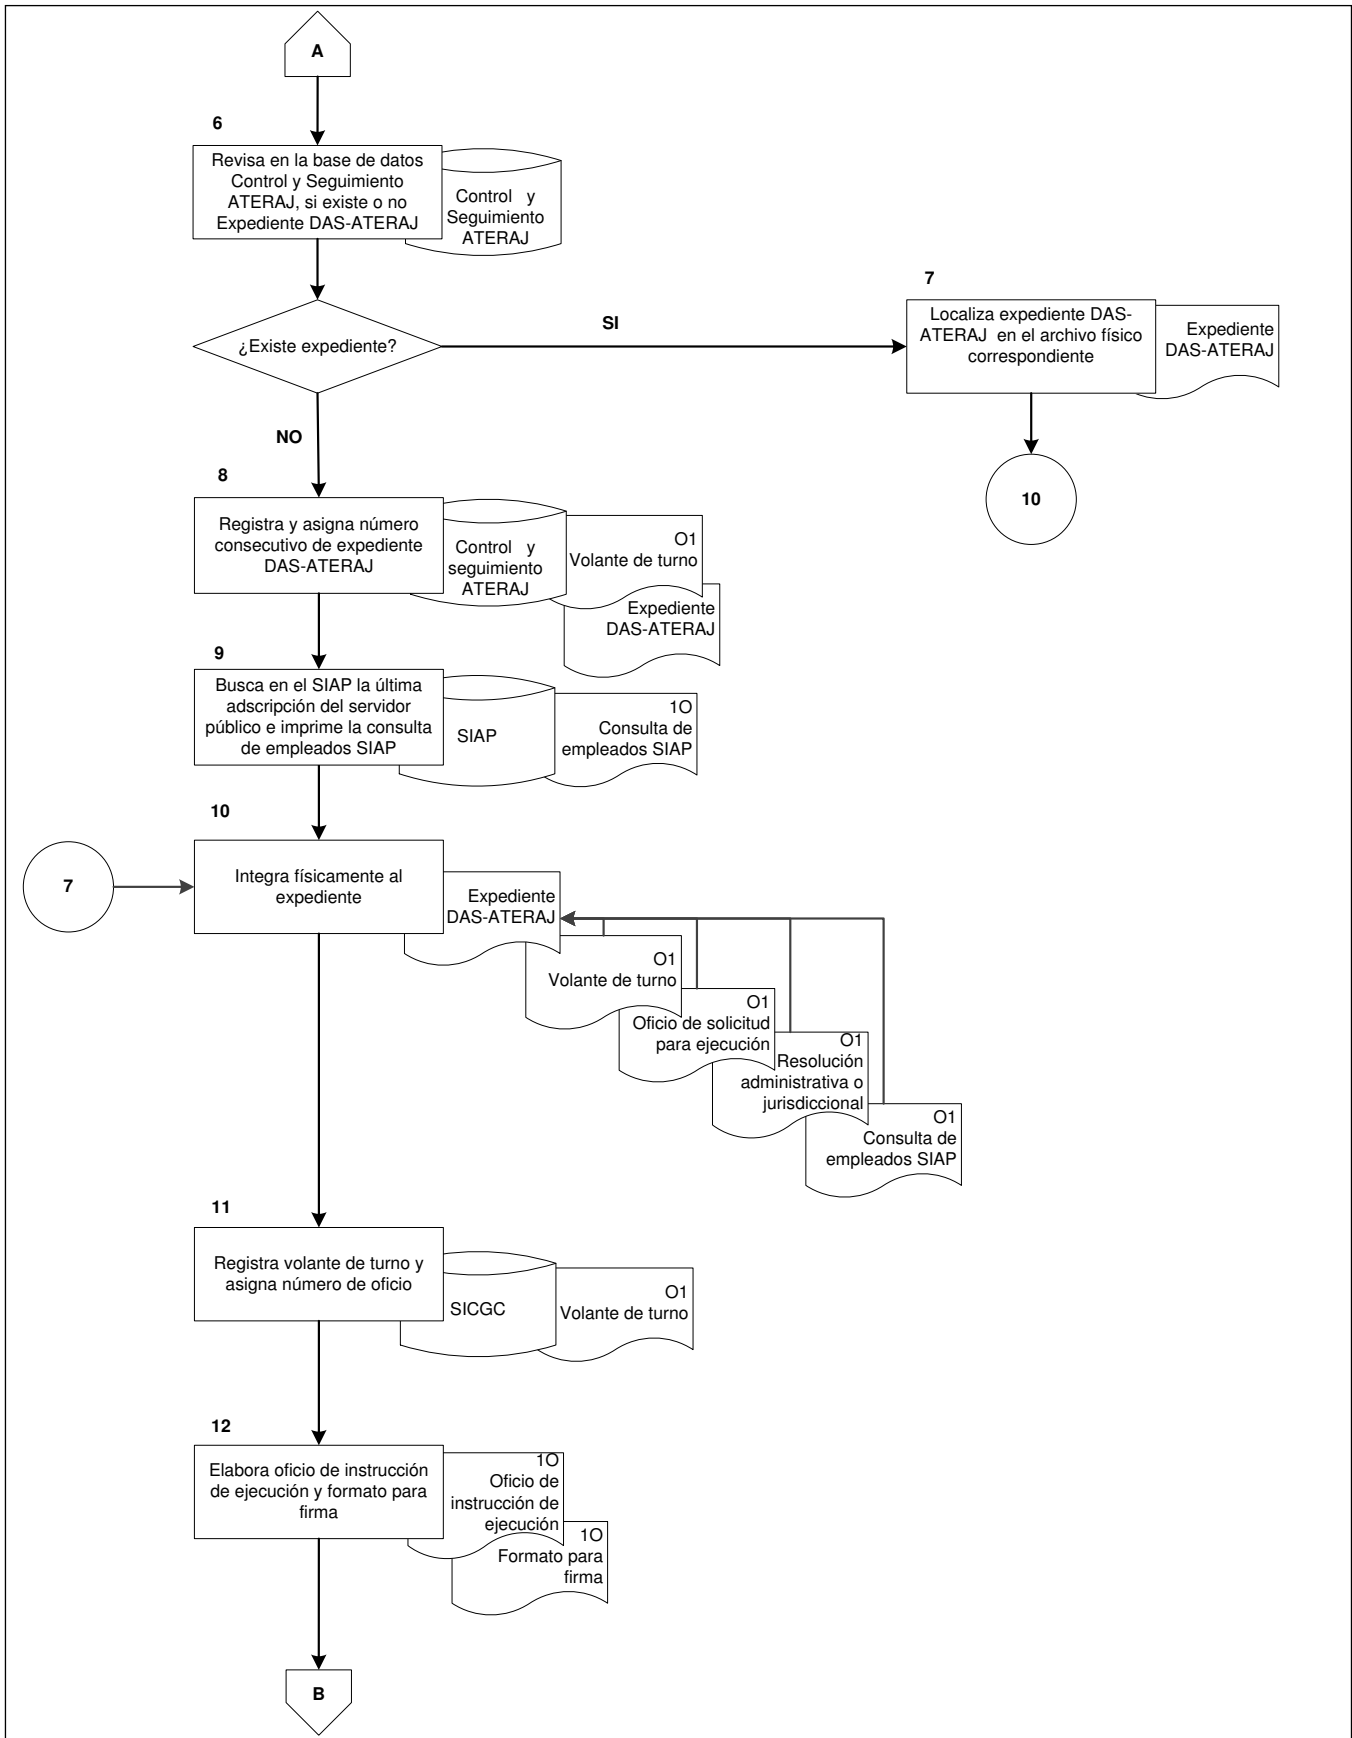 A
6
Revisa en la base de datos
Control y Seguimiento
ATERAJ, si existe o no
Expediente DAS-ATERAJ
Control y
Seguimiento
ATERAJ
¿Existe expediente?
SI
7
Localiza expediente DAS-
ATERAJ en el archivo físico
correspondiente
Expediente
DAS-ATERAJ
10
NO
8
Registra y asigna número
consecutivo de expediente
DAS-ATERAJ
Control y
seguimiento
ATERAJ
O1
Volante de turno
Expediente
DAS-ATERAJ
9
Busca en el SIAP la última
adscripción del servidor
público e imprime la consulta
de empleados SIAP
SIAP
1O
Consulta de
empleados SIAP
10
7
Integra físicamente al
expediente
Expediente
DAS-ATERAJ
O1
Volante de turno
O1
Oficio de solicitud
para ejecución
O1
Resolución
administrativa o
jurisdiccional
O1
Consulta de
empleados SIAP
11
Registra volante de turno y
asigna número de oficio
SICGC
O1
Volante de turno
12
Elabora oficio de instrucción
de ejecución y formato para
firma
1O
Oficio de
instrucción de
ejecución
1O
Formato para
firma
B